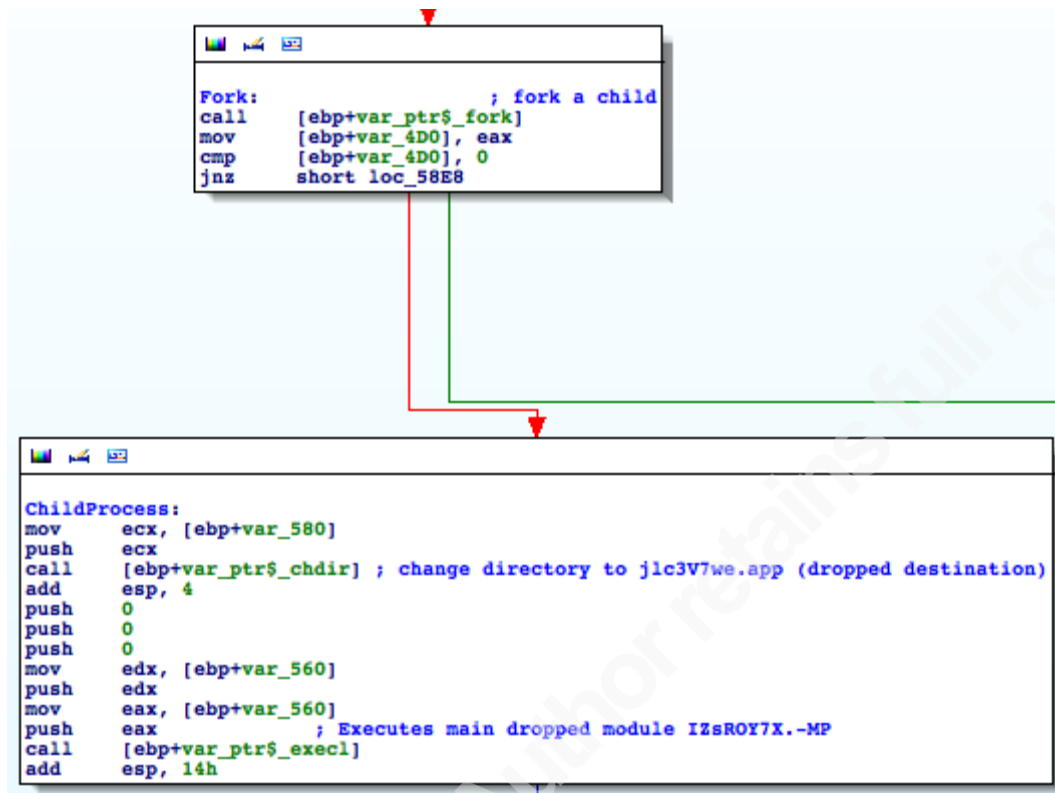 Fork: ; fork a child
call [ebp+var_ptr$_fork]
mov [ebp+var_4D0], eax
cmp [ebp+var_4D0], 0
jnz short loc_58E8
ChildProcess:
mov ecx, [ebp+var_580]
push ecx
call [ebp+var_ptr$_chdir] ; change directory to jlc3V7we.app (dropped destination)
add esp, 4
push 0
push 0
push 0
mov edx, [ebp+var_560]
push edx
mov eax, [ebp+var_560]
push eax ; Executes main dropped module IZsROY7X.-MP
call [ebp+var_ptr$_execl]
add esp, 14h
Author retains full